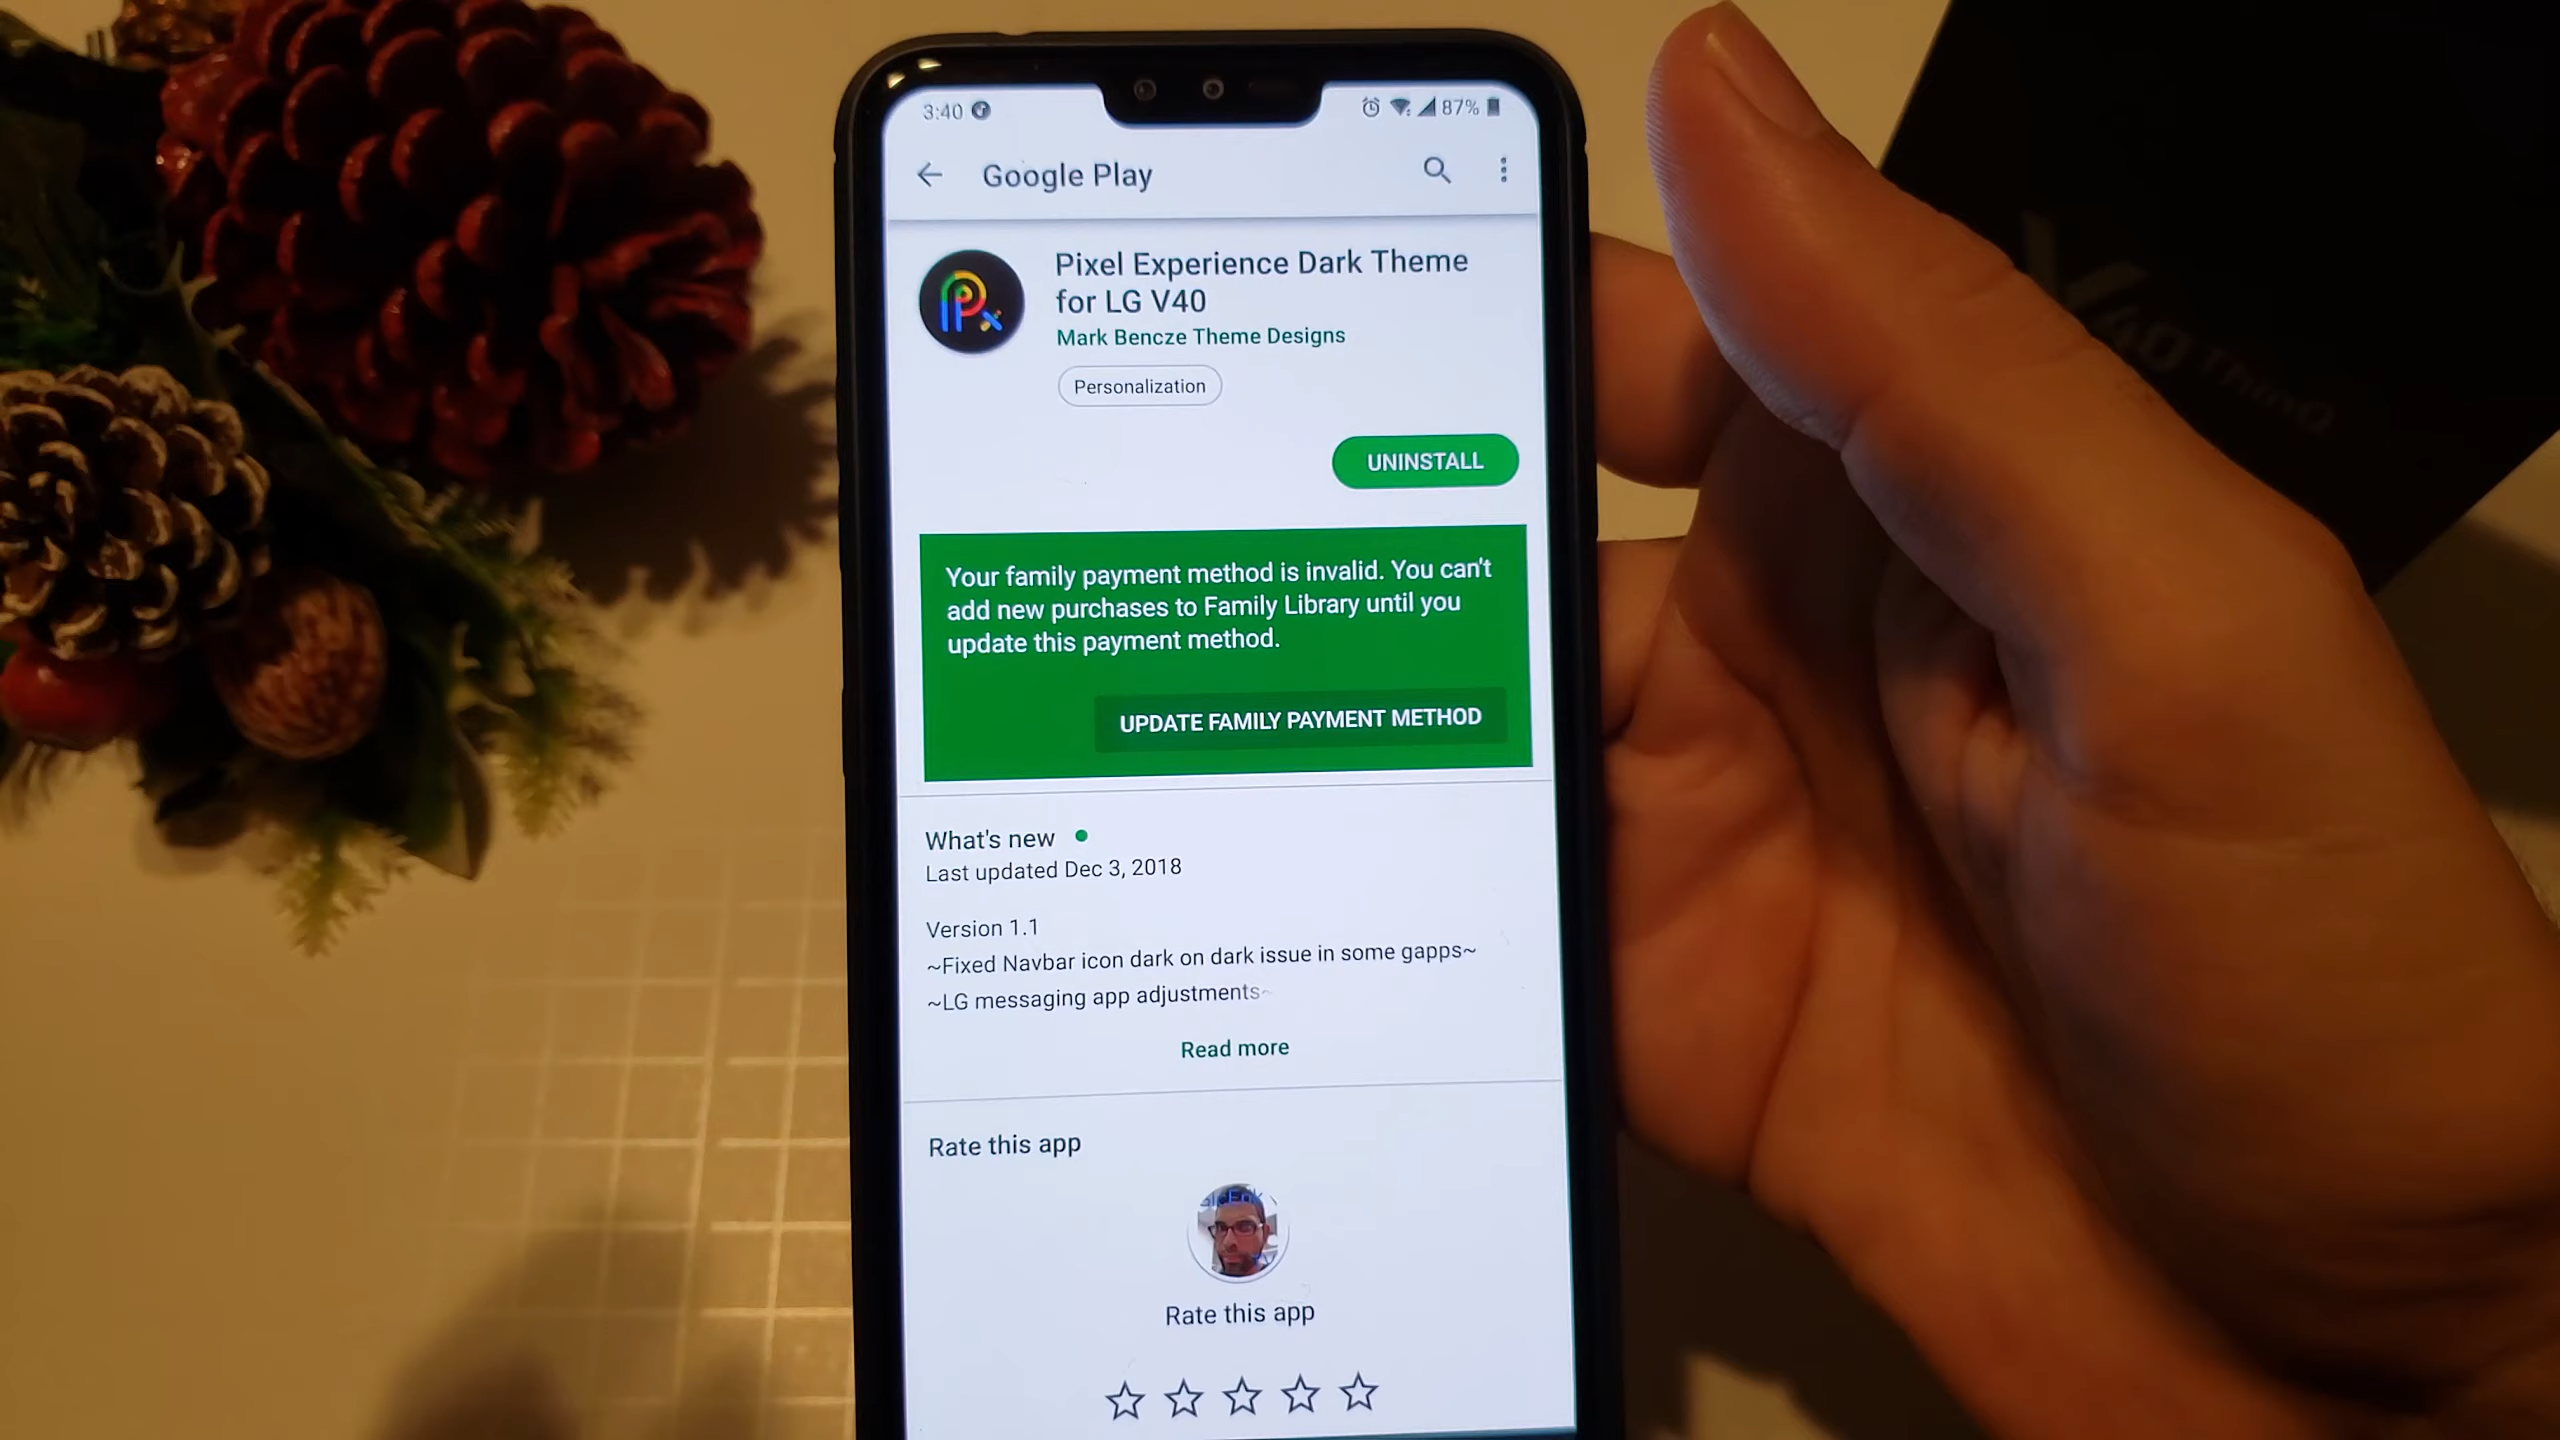 3:40
87%
Google Play
Pixel Experience Dark Theme
for LG V40
Mark Bencze Theme Designs
Personalization
UNINSTALL
Your family payment method is invalid. You can't
add new purchases to Family Library until you
update this payment method.
UPDATE FAMILY PAYMENT METHOD
What's new
Last updated Dec 3, 2018
Version 1.1
~Fixed Navbar icon dark on dark issue in some gapps~
~LG messaging app adjustments~
Read more
Rate this app
Rate this app
V40 ThinQ